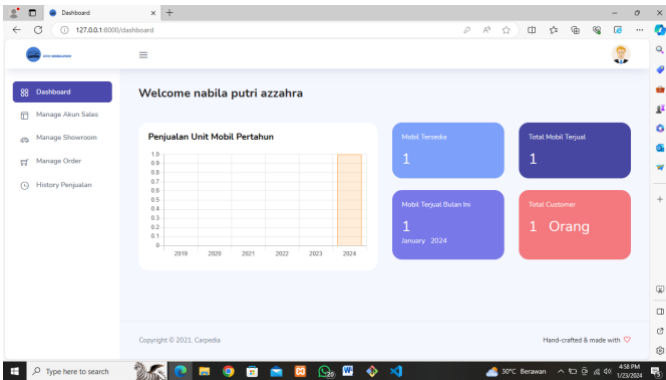 Dashboard
127.0.0.1:8000/dashboard
Dashboard
Manage Akun Sales
Manage Showroom
Manage Order
History Penjualan
Welcome nabila putri azzahra
Penjualan Unit Mobil Pertahun
1.0
0.9
0.8
0.7
0.6
0.5
0.4
0.3
0.2
0.1
0
2019 2020 2021 2022 2023 2024
Mobil Tersedia
1
Total Mobil Terjual
1
Mobil Terjual Bulan Ini
1
January 2024
Total Customer
1 Orang
Copyright © 2021. Carpedia
Hand-crafted & made with
Type here to search
30°C Berawan
4:58 PM
1/23/2024